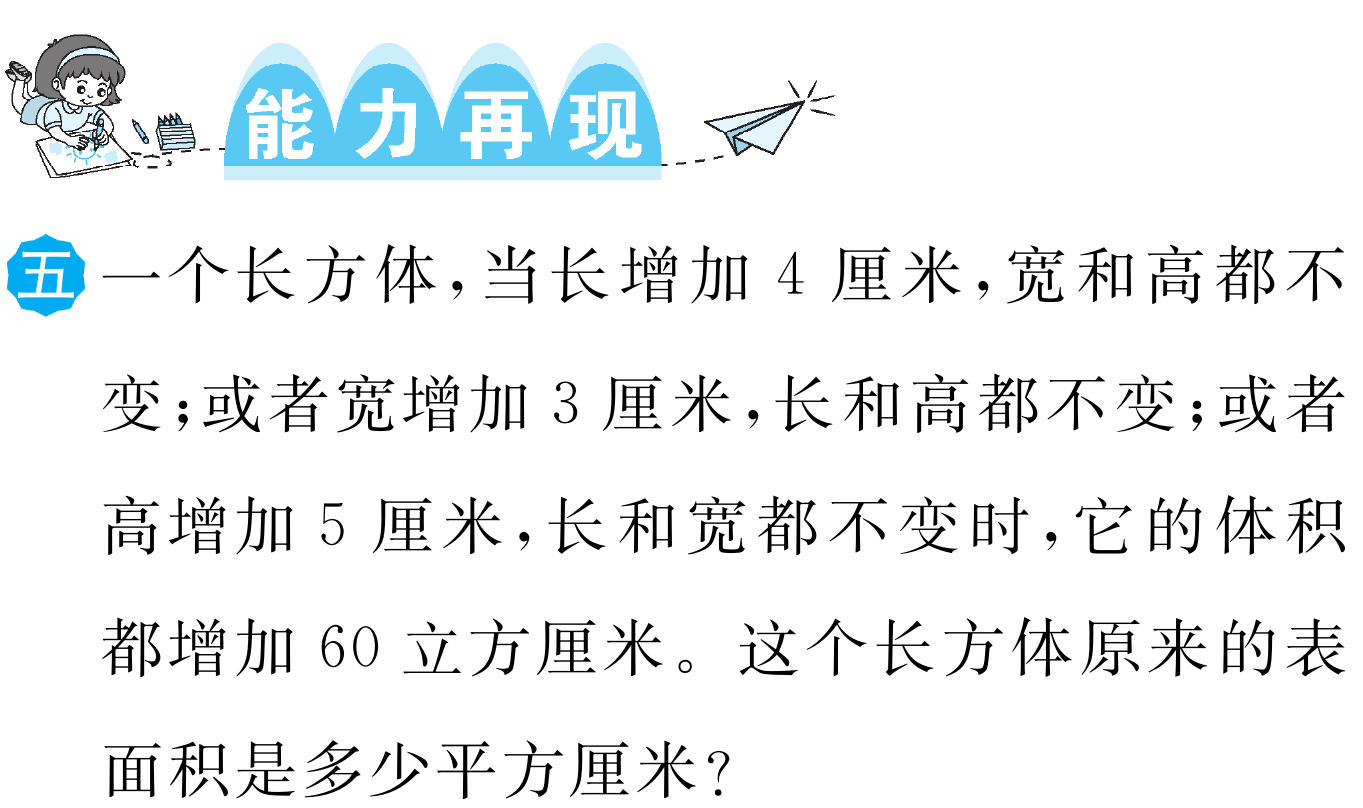 能力再现
五 一个长方体,当长增加 4 厘米,宽和高都不
变;或者宽增加 3 厘米,长和高都不变;或者
高增加 5 厘米,长和宽都不变时,它的体积
都增加 60 立方厘米。这个长方体原来的表
面积是多少平方厘米?